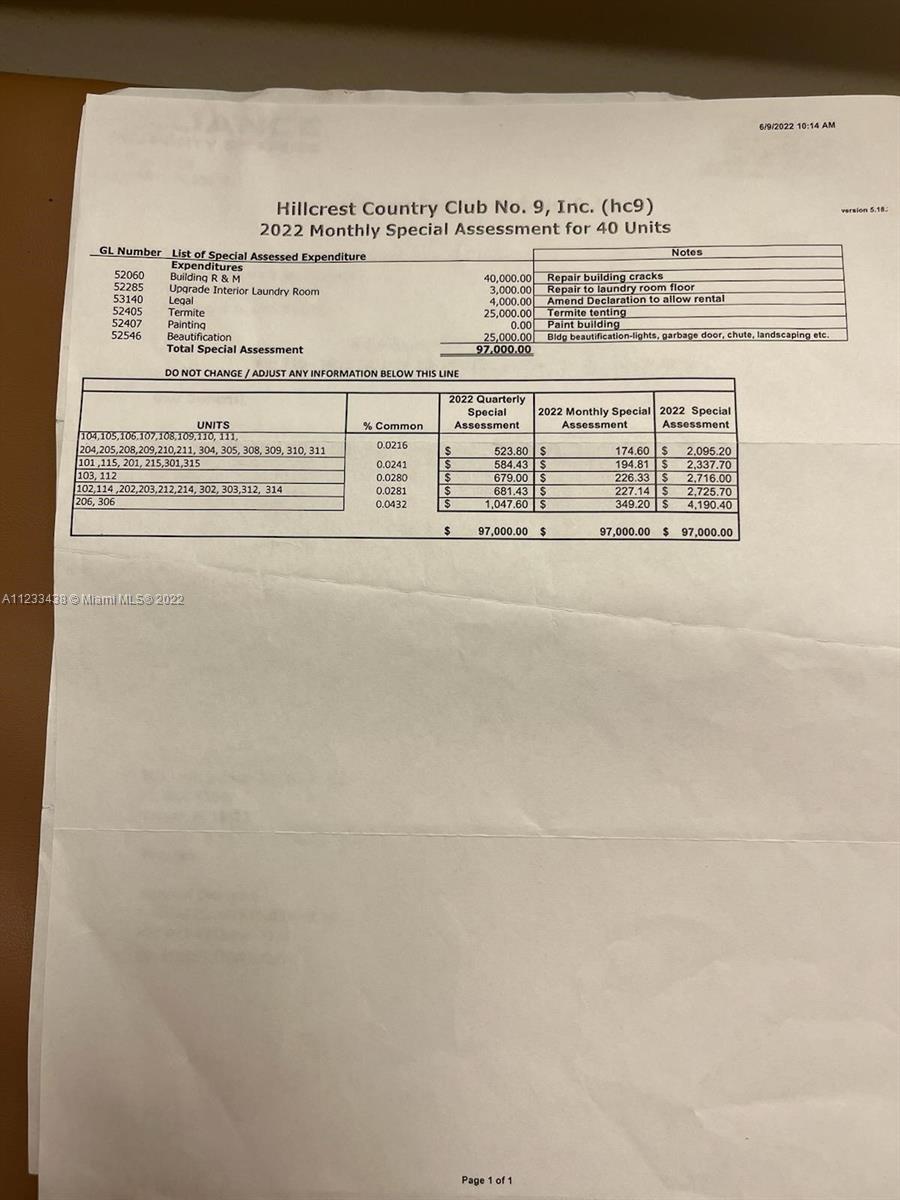 6/9/2022 10:14 AM
Hillcrest Country Club No. 9, Inc. (hc9)
version 5.18.
2022 Monthly Special Assessment for 40 Units
GL Number List of Special Assessed Expenditure Notes
Expenditures
52060 Building R & M 40,000.00 Repair building cracks
52285 Upgrade Interior Laundry Room 3,000.00 Repair to laundry room floor
53140 Legal 4,000.00 Amend Declaration to allow rental
52405 Termite 25,000.00 Termite tenting
52407 Painting 0.00 Paint building
52546 Beautification 25,000.00 Bldg beautification-lights, garbage door, chute, landscaping etc.
Total Special Assessment 97,000.00
DO NOT CHANGE / ADJUST ANY INFORMATION BELOW THIS LINE
UNITS % Common 2022 Quarterly Special Assessment 2022 Monthly Special Assessment 2022 Special Assessment
104,105,106,107,108,109,110, 111,
204,205,208,209,210,211, 304, 305, 308, 309, 310, 311 0.0216 $ 523.80 $ 174.60 $ 2,095.20
101 ,115, 201, 215,301,315 0.0241 $ 584.43 $ 194.81 $ 2,337.70
103, 112 0.0280 $ 679.00 $ 226.33 $ 2,716.00
102,114 ,202,203,212,214, 302, 303,312, 314 0.0281 $ 681.43 $ 227.14 $ 2,725.70
206, 306 0.0432 $ 1,047.60 $ 349.20 $ 4,190.40
$ 97,000.00 $ 97,000.00 $ 97,000.00
A11233438 © Miami MLS® 2022
Page 1 of 1